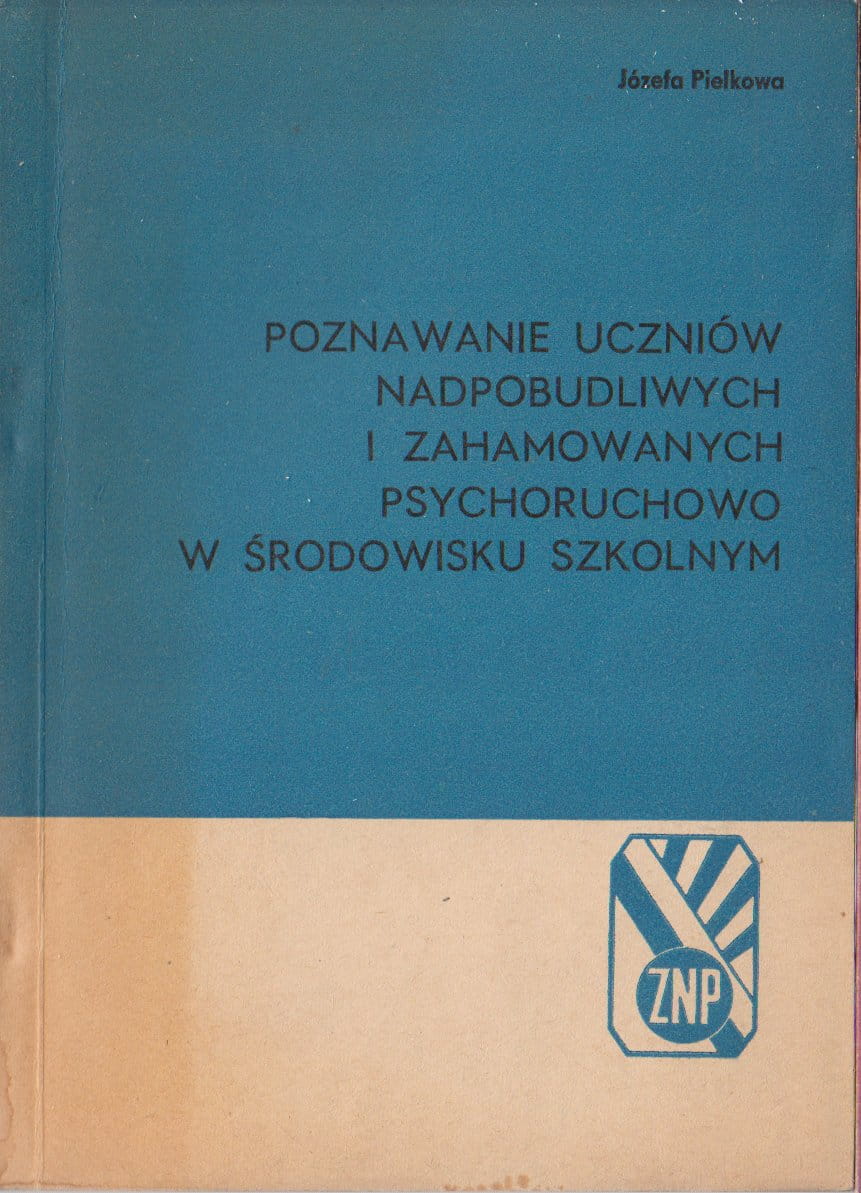 Józefa Pielkowa
POZNAWANIE UCZNIÓW
NADPOBUDLIWYCH
I ZAHAMOWANYCH
PSYCHORUCHOWO
W ŚRODOWISKU SZKOLNYM
ZNP